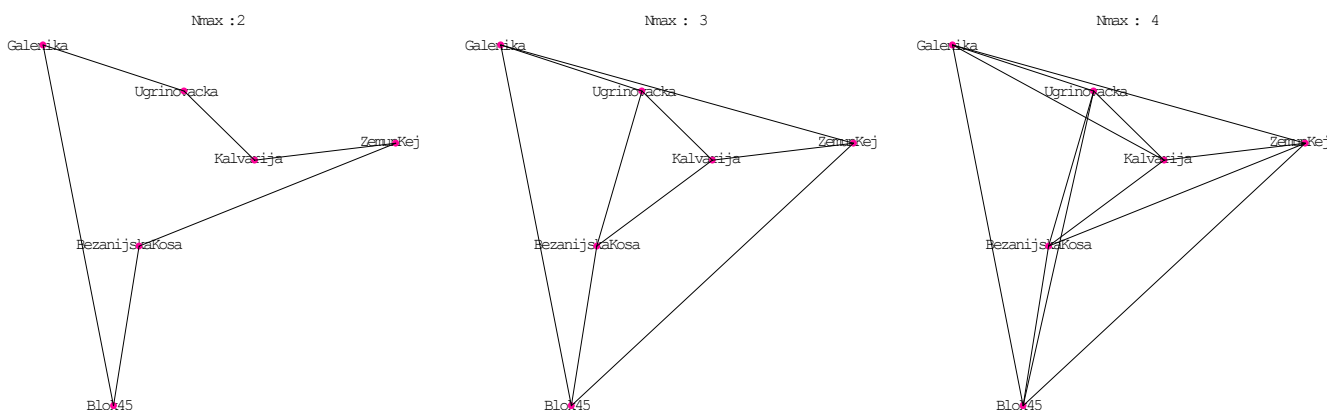 Nmax :2
Galenika
Ugrinovacka
ZemunKej
Kalvarija
BezanijskaKosa
Blok45
Nmax : 3
Galenika
Ugrinovacka
ZemunKej
Kalvarija
BezanijskaKosa
Blok45
Nmax : 4
Galenika
Ugrinovacka
ZemunKej
Kalvarija
BezanijskaKosa
Blok45